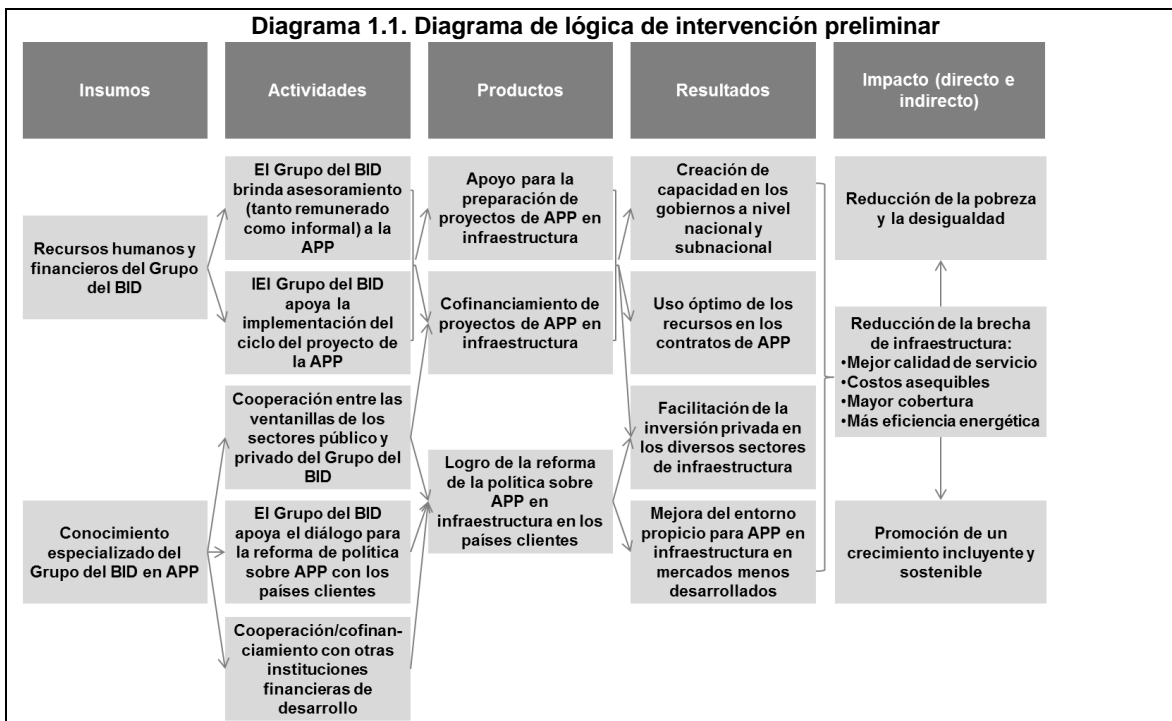 Diagrama 1.1. Diagrama de lógica de intervención preliminar
Insumos
Actividades
Productos
Resultados
Impacto (directo e
indirecto)
Recursos humanos y
financieros del Grupo
del BID
Conocimiento
especializado del
Grupo del BID en APP
El Grupo del BID
brinda asesoramiento
(tanto remunerado
como informal) a la
APP
IEI Grupo del BID
apoya la
implementación del
ciclo del proyecto de
la APP
Cooperación entre las
ventanillas de los
sectores público y
privado del Grupo del
BID
El Grupo del BID
apoya el diálogo para
la reforma de política
sobre APP con los
países clientes
Cooperación/cofinan-
ciamiento con otras
instituciones
financieras de
desarrollo
Apoyo para la
preparación de
proyectos de APP en
infraestructura
Cofinanciamiento de
proyectos de APP en
infraestructura
Logro de la reforma
de la política sobre
APP en
infraestructura en los
países clientes
Creación de
capacidad en los
gobiernos a nivel
nacional y
subnacional
Uso óptimo de los
recursos en los
contratos de APP
Facilitación de la
inversión privada en
los diversos sectores
de infraestructura
Mejora del entorno
propicio para APP en
infraestructura en
mercados menos
desarrollados
Reducción de la pobreza
y la desigualdad
Reducción de la brecha
de infraestructura:
•Mejor calidad de servicio
•Costos asequibles
•Mayor cobertura
•Más eficiencia energética
Promoción de un
crecimiento incluyente y
sostenible